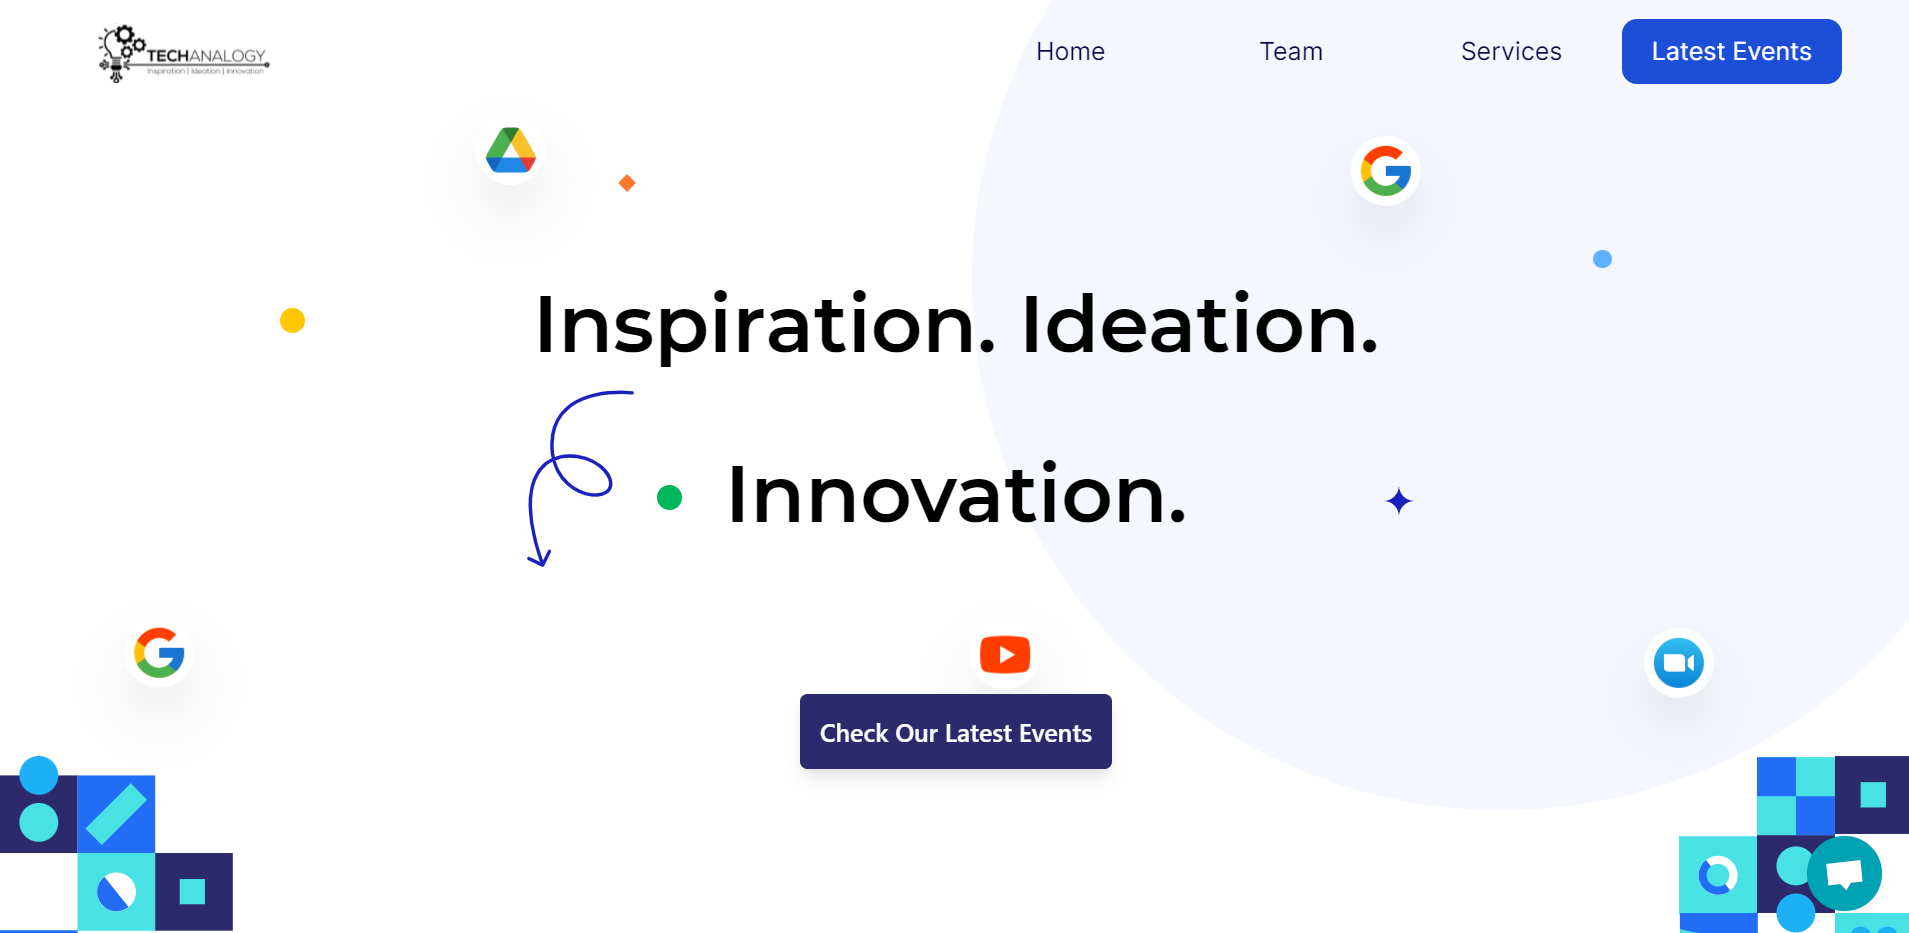 TECHANALOGY
Inspiration | Ideation | Innovation
Home
Team
Services
Latest Events
Inspiration. Ideation.
Innovation.
Check Our Latest Events